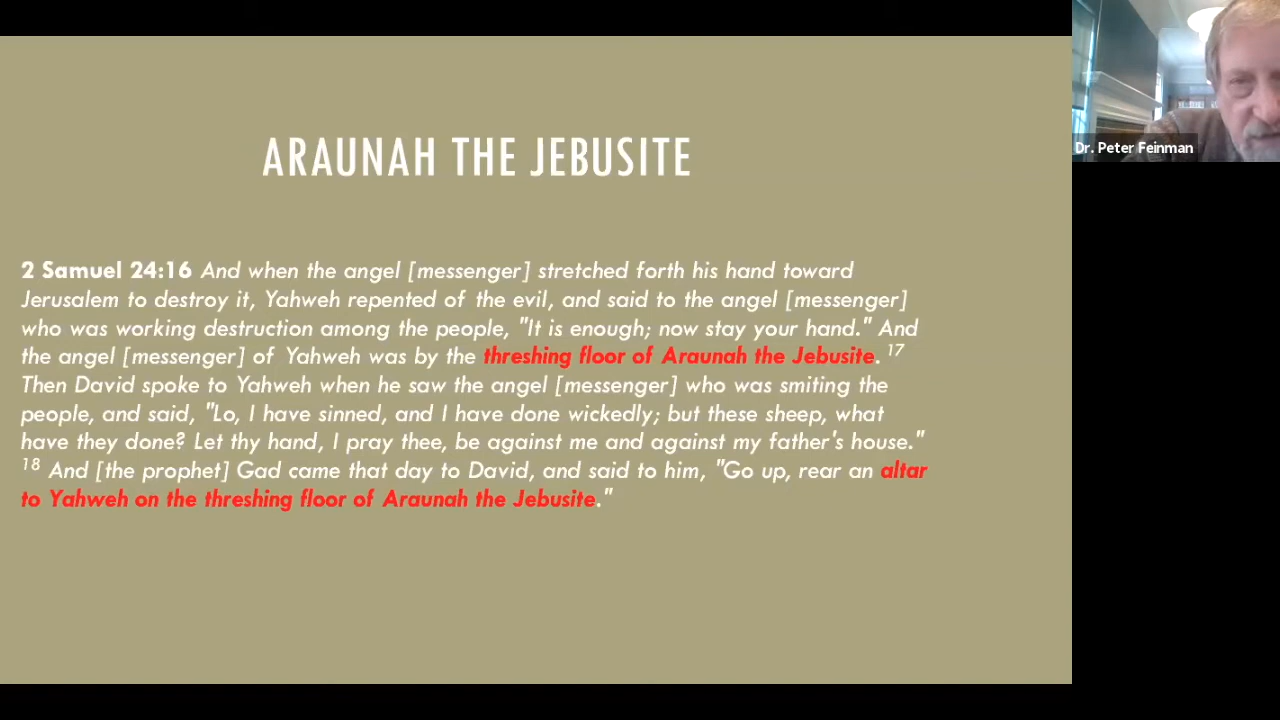 ARAUNAH THE JEBUSITE
2 Samuel 24:16 And when the angel [messenger] stretched forth his hand toward
Jerusalem to destroy it, Yahweh repented of the evil, and said to the angel [messenger]
who was working destruction among the people, "It is enough; now stay your hand." And
the angel [messenger] of Yahweh was by the threshing floor of Araunah the Jebusite. 17
Then David spoke to Yahweh when he saw the angel [messenger] who was smiting the
people, and said, "Lo, I have sinned, and I have done wickedly; but these sheep, what
have they done? Let thy hand, I pray thee, be against me and against my father's house."
18 And [the prophet] Gad came that day to David, and said to him, "Go up, rear an altar
to Yahweh on the threshing floor of Araunah the Jebusite."
Dr. Peter Feinman